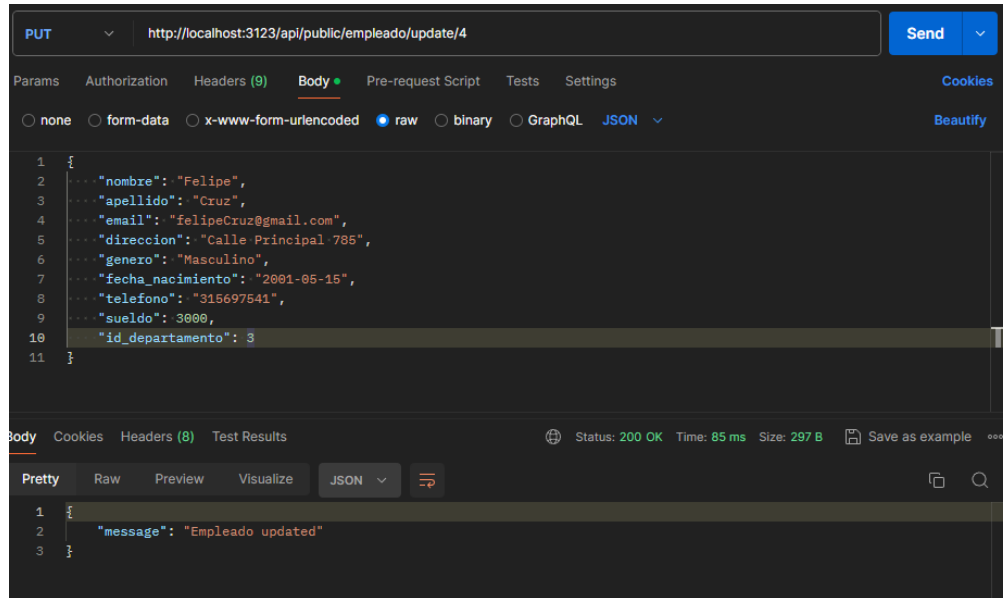 PUT http://localhost:3123/api/public/empleado/update/4 Send
Params Authorization Headers (9) Body Pre-request Script Tests Settings Cookies
none form-data x-www-form-urlencoded raw binary GraphQL JSON Beautify
1 {
2 "nombre": "Felipe",
3 "apellido": "Cruz",
4 "email": "felipeCruz@gmail.com",
5 "direccion": "Calle Principal 785",
6 "genero": "Masculino",
7 "fecha_nacimiento": "2001-05-15",
8 "telefono": "315697541",
9 "sueldo": 3000,
10 "id_departamento": 3
11 }
Body Cookies Headers (8) Test Results Status: 200 OK Time: 85 ms Size: 297 B Save as example
Pretty Raw Preview Visualize JSON
1 {
2 "message": "Empleado updated"
3 }